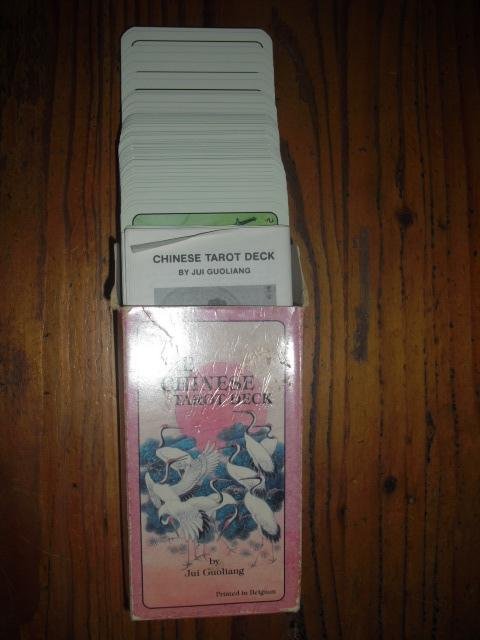 CHINESE TAROT DECK
BY JUI GUOLIANG
CHINESE
TAROT DECK
by
Jui Guoliang
Printed in Belgium